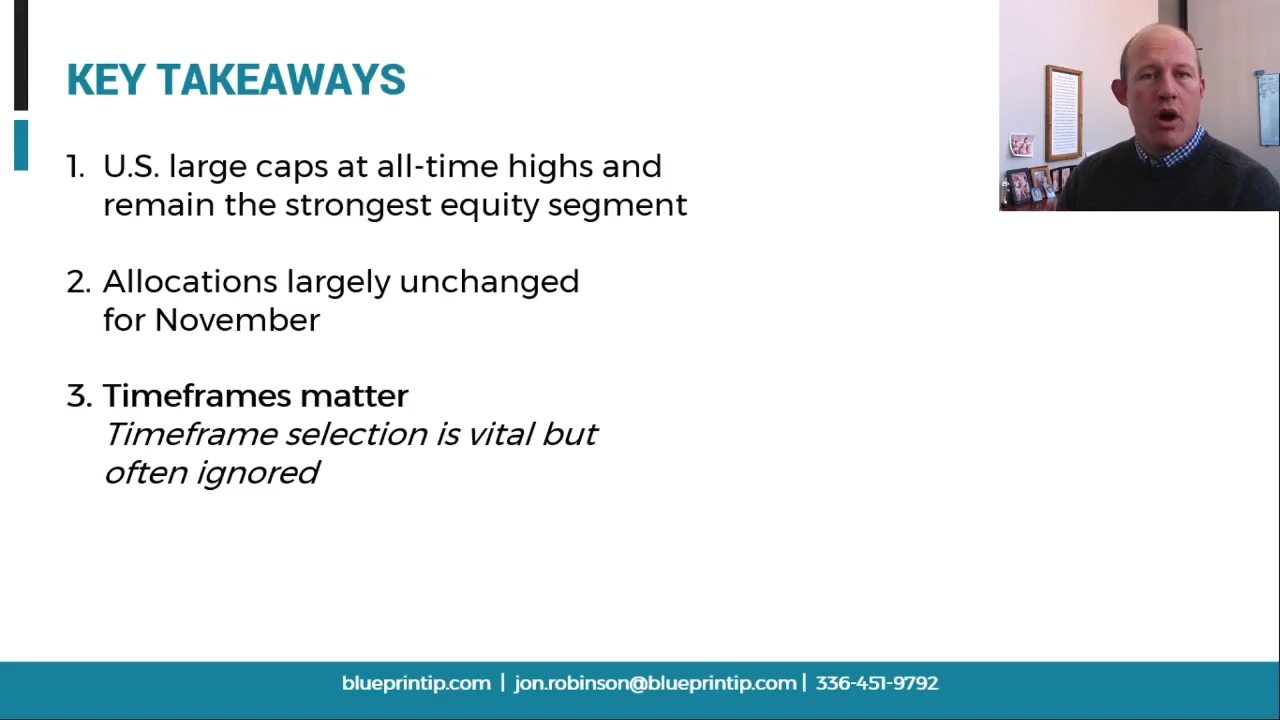 KEY TAKEAWAYS
1. U.S. large caps at all-time highs and
remain the strongest equity segment
2. Allocations largely unchanged
for November
3. Timeframes matter
Timeframe selection is vital but
often ignored
blueprintip.com | jon.robinson@blueprintip.com | 336-451-9792